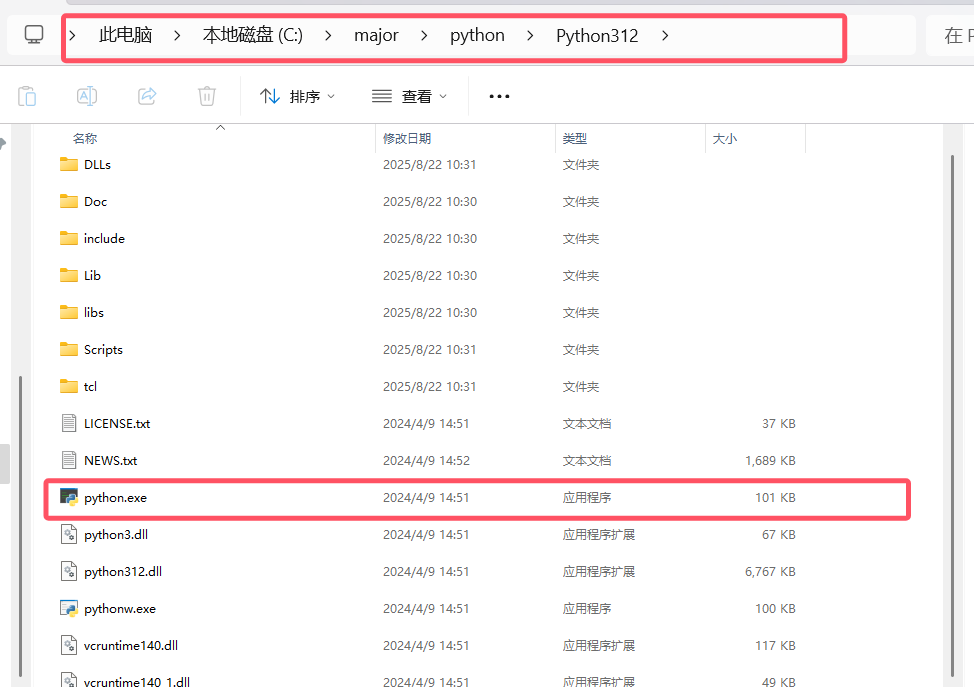 此电脑 > 本地磁盘 (C:) > major > python > Python312 >
在 P
排序 查看 •••
名称 修改日期 类型 大小
DLLs 2025/8/22 10:31 文件夹
Doc 2025/8/22 10:30 文件夹
include 2025/8/22 10:30 文件夹
Lib 2025/8/22 10:30 文件夹
libs 2025/8/22 10:30 文件夹
Scripts 2025/8/22 10:31 文件夹
tcl 2025/8/22 10:31 文件夹
LICENSE.txt 2024/4/9 14:51 文本文档 37 KB
NEWS.txt 2024/4/9 14:52 文本文档 1,689 KB
python.exe 2024/4/9 14:51 应用程序 101 KB
python3.dll 2024/4/9 14:51 应用程序扩展 67 KB
python312.dll 2024/4/9 14:51 应用程序扩展 6,767 KB
pythonw.exe 2024/4/9 14:51 应用程序 100 KB
vcruntime140.dll 2024/4/9 14:51 应用程序扩展 117 KB
vcruntime140_1.dll 2024/4/9 14:51 应用程序扩展 49 KB